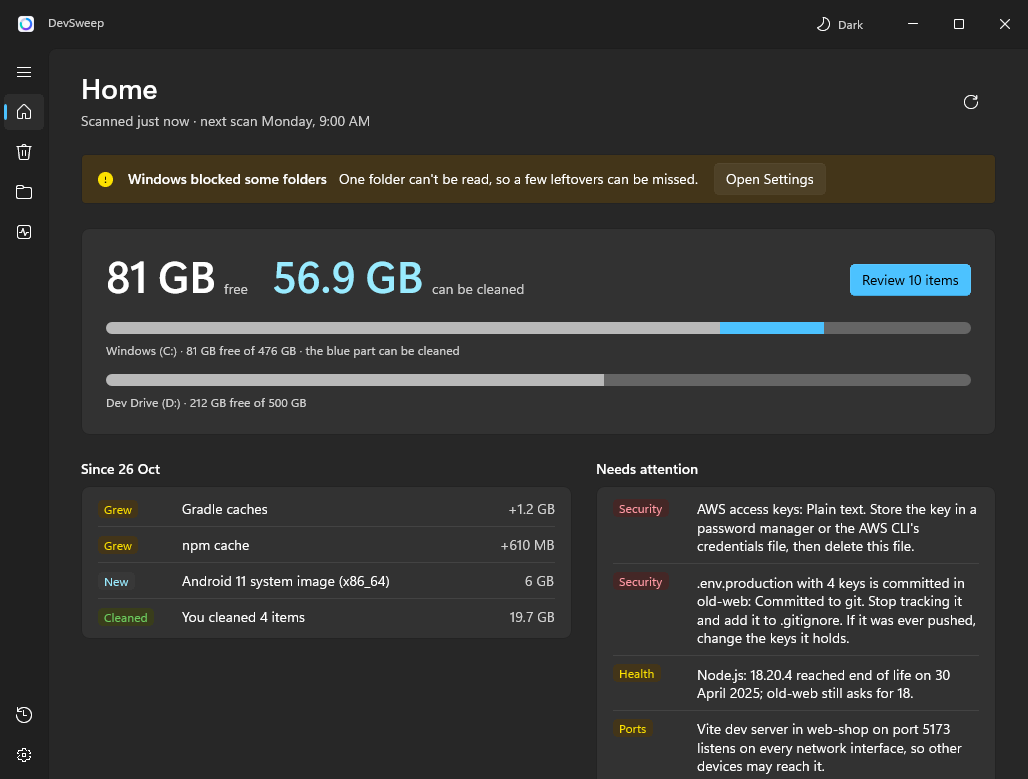 DevSweep
Dark
Home
Scanned just now · next scan Monday, 9:00 AM
Windows blocked some folders One folder can't be read, so a few leftovers can be missed. Open Settings
81 GB free 56.9 GB can be cleaned
Review 10 items
Windows (C:) · 81 GB free of 476 GB · the blue part can be cleaned
Dev Drive (D:) · 212 GB free of 500 GB
Since 26 Oct
Grew Gradle caches +1.2 GB
Grew npm cache +610 MB
New Android 11 system image (x86_64) 6 GB
Cleaned You cleaned 4 items 19.7 GB
Needs attention
Security AWS access keys: Plain text. Store the key in a
password manager or the AWS CLI's
credentials file, then delete this file.
Security .env.production with 4 keys is committed in
old-web: Committed to git. Stop tracking it
and add it to .gitignore. If it was ever pushed,
change the keys it holds.
Health Node.js: 18.20.4 reached end of life on 30
April 2025; old-web still asks for 18.
Ports Vite dev server in web-shop on port 5173
listens on every network interface, so other
devices may reach it.